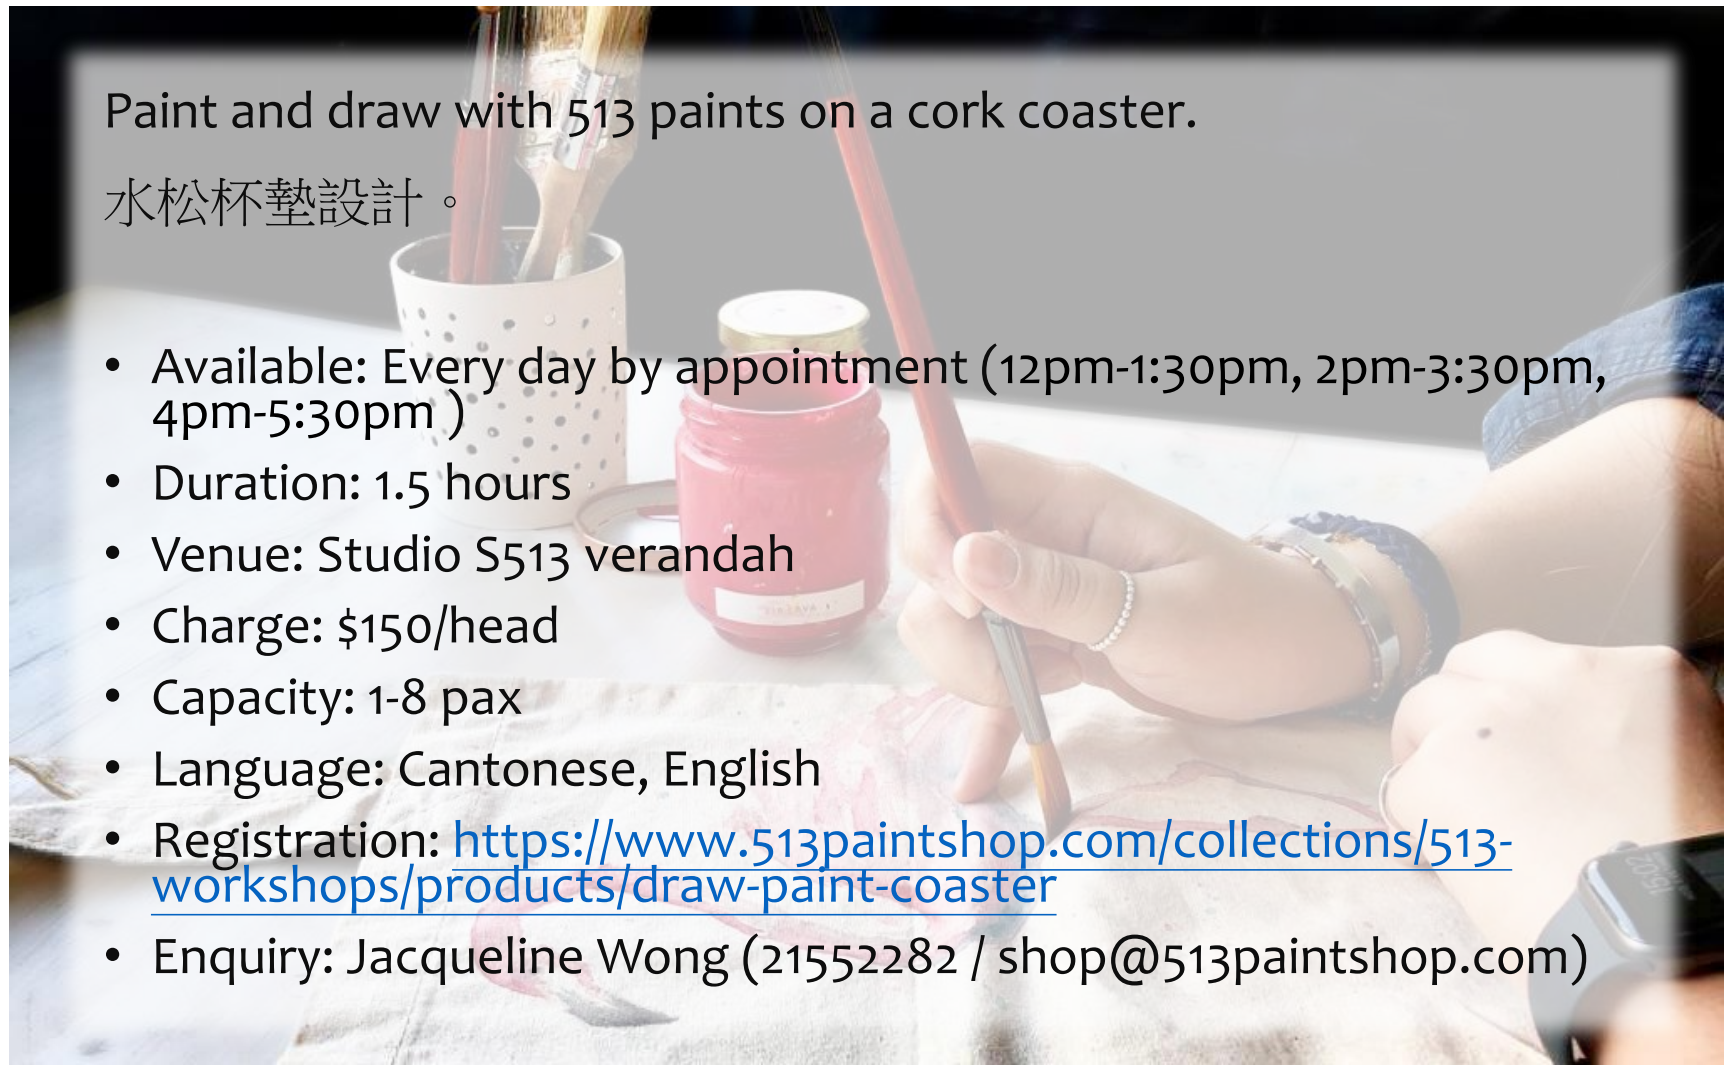 Paint and draw with 513 paints on a cork coaster.
水松杯墊設計。
• Available: Every day by appointment (12pm-1:30pm, 2pm-3:30pm,
4pm-5:30pm )
• Duration: 1.5 hours
• Venue: Studio S513 verandah
• Charge: $150/head
• Capacity: 1-8 pax
• Language: Cantonese, English
• Registration: https://www.513paintshop.com/collections/513-
workshops/products/draw-paint-coaster
• Enquiry: Jacqueline Wong (21552282 / shop@513paintshop.com)